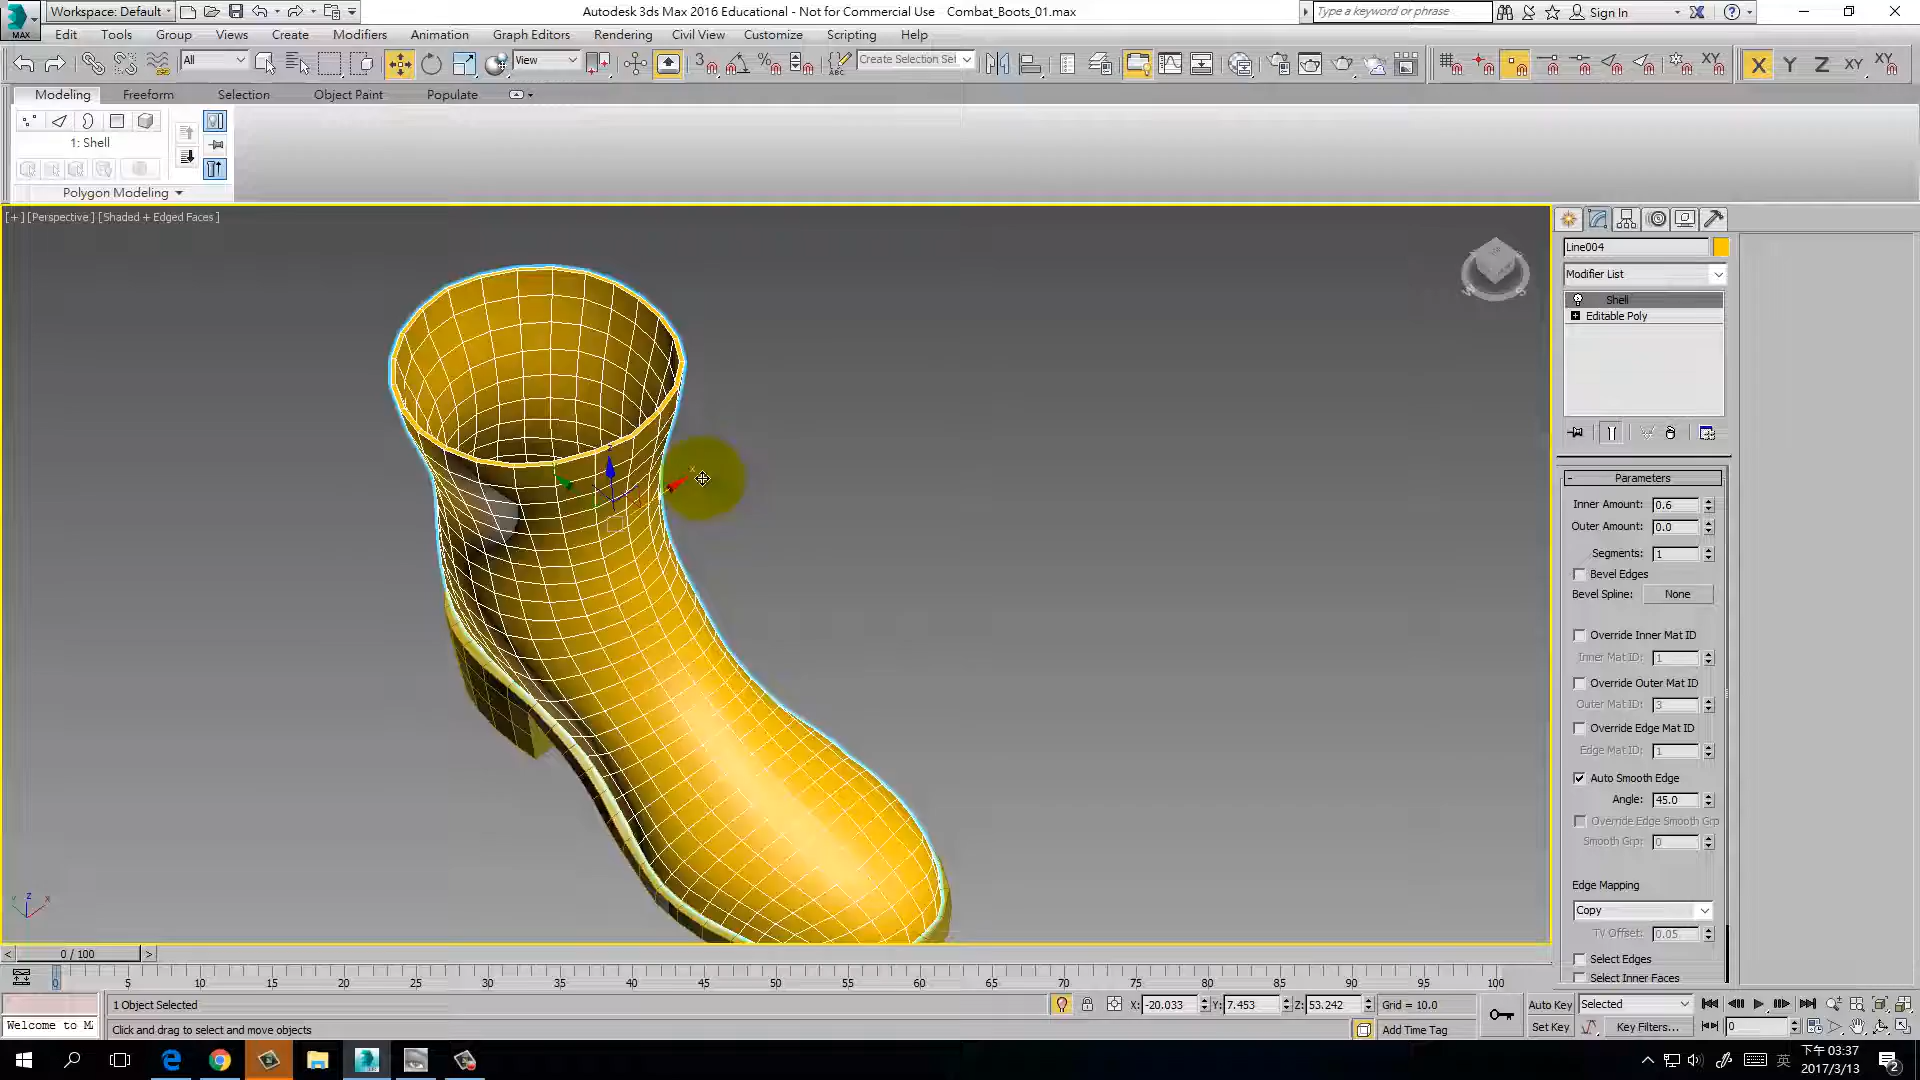 Workspace: Default
Autodesk 3ds Max 2016 Educational - Not for Commercial Use Combat_Boots_01.max
Type a keyword or phrase
Sign In
MAX
Edit Tools Group Views Create Modifiers Animation Graph Editors Rendering Civil View Customize Scripting Help
All
View
Create Selection Sel
X Y Z XY XY
Modeling Freeform Selection Object Paint Populate
1: Shell
Polygon Modeling
[+] [Perspective] [Shaded + Edged Faces]
Line004
Modifier List
Shell
Editable Poly
Parameters
Inner Amount: 0.6
Outer Amount: 0.0
Segments: 1
Bevel Edges
Bevel Spline: None
Override Inner Mat ID
Inner Mat ID: 1
Override Outer Mat ID
Outer Mat ID: 3
Override Edge Mat ID
Edge Mat ID: 1
Auto Smooth Edge
Angle: 45.0
Override Edge Smooth Grp
Smooth Grp: 0
Edge Mapping
Copy
TV Offset: 0.05
Select Edges
Select Inner Faces
0 / 100
0 5 10 15 20 25 30 35 40 45 50 55 60 65 70 75 80 85 90 95 100
1 Object Selected
X: -20.033 Y: 7.453 Z: 53.242
Grid = 10.0
Auto Key
Selected
Welcome to M
Click and drag to select and move objects
Add Time Tag
Set Key
Key Filters...
0
英
下午 03:37
2017/3/13
2